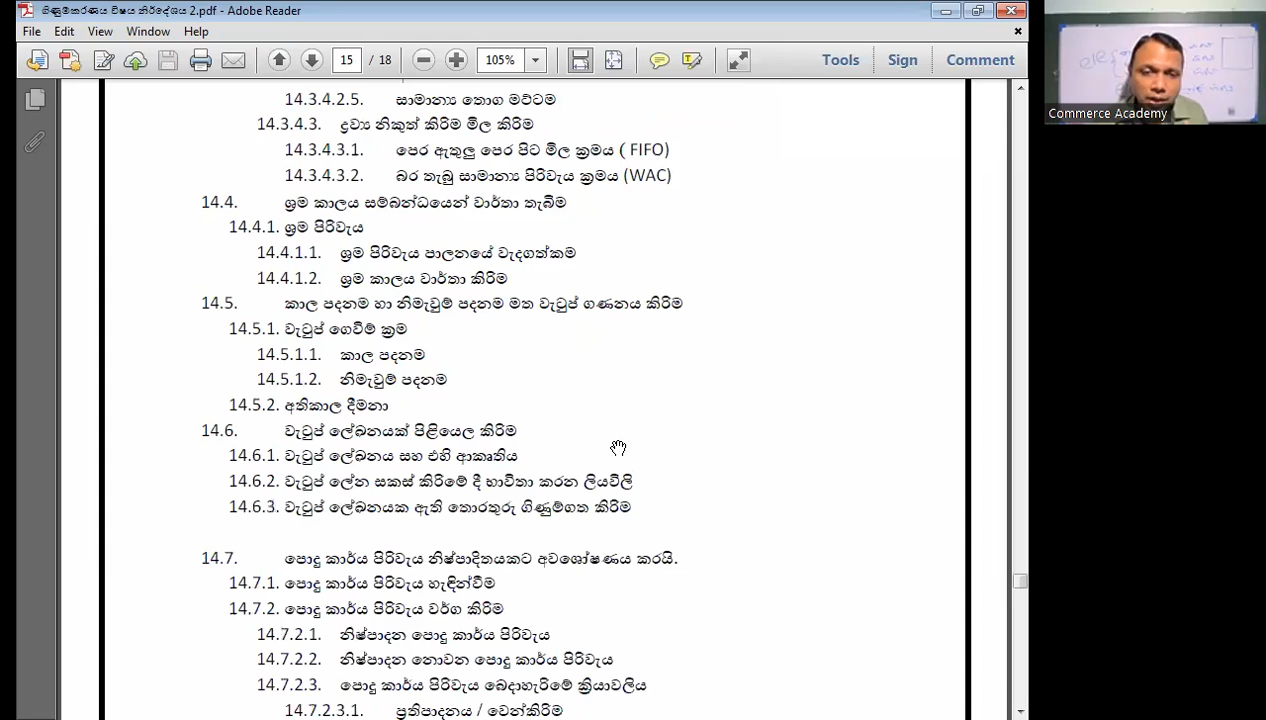 ගිණුම්කරණය විෂය නිර්දේශය 2.pdf - Adobe Reader
File Edit View Window Help
15 / 18 105% Tools Sign Comment
14.3.4.2.5. සාමාන්‍ය තොග මට්ටම
14.3.4.3. ද්‍රව්‍ය නිකුත් කිරීම මිල කිරීම
14.3.4.3.1. පෙර ඇතුලු පෙර පිට මිල ක්‍රමය ( FIFO)
14.3.4.3.2. බර තැබූ සාමාන්‍ය පිරිවැය ක්‍රමය (WAC)
14.4. ශ්‍රම කාලය සම්බන්ධයෙන් වාර්තා තැබීම
14.4.1. ශ්‍රම පිරිවැය
14.4.1.1. ශ්‍රම පිරිවැය පාලනයේ වැදගත්කම
14.4.1.2. ශ්‍රම කාලය වාර්තා කිරීම
14.5. කාල පදනම හා නිමැවුම් පදනම මත වැටුප් ගණනය කිරීම
14.5.1. වැටුප් ගෙවීම් ක්‍රම
14.5.1.1. කාල පදනම
14.5.1.2. නිමැවුම් පදනම
14.5.2. අතිකාල දීමනා
14.6. වැටුප් ලේඛනයක් පිළියෙල කිරීම
14.6.1. වැටුප් ලේඛනය සහ එහි ආකෘතිය
14.6.2. වැටුප් ලේන සකස් කිරීමේ දී භාවිතා කරන ලියවිලි
14.6.3. වැටුප් ලේඛනයක ඇති තොරතුරු ගිණුම්ගත කිරීම
14.7. පොදු කාර්ය පිරිවැය නිෂ්පාදිතයකට අවශෝෂණය කරයි.
14.7.1. පොදු කාර්ය පිරිවැය හැඳින්වීම
14.7.2. පොදු කාර්ය පිරිවැය වර්ග කිරීම
14.7.2.1. නිෂ්පාදන පොදු කාර්ය පිරිවැය
14.7.2.2. නිෂ්පාදන නොවන පොදු කාර්ය පිරිවැය
14.7.2.3. පොදු කාර්ය පිරිවැය බෙදාහැරීමේ ක්‍රියාවලිය
14.7.2.3.1. ප්‍රතිපාදනය / වෙන්කිරීම
Commerce Academy